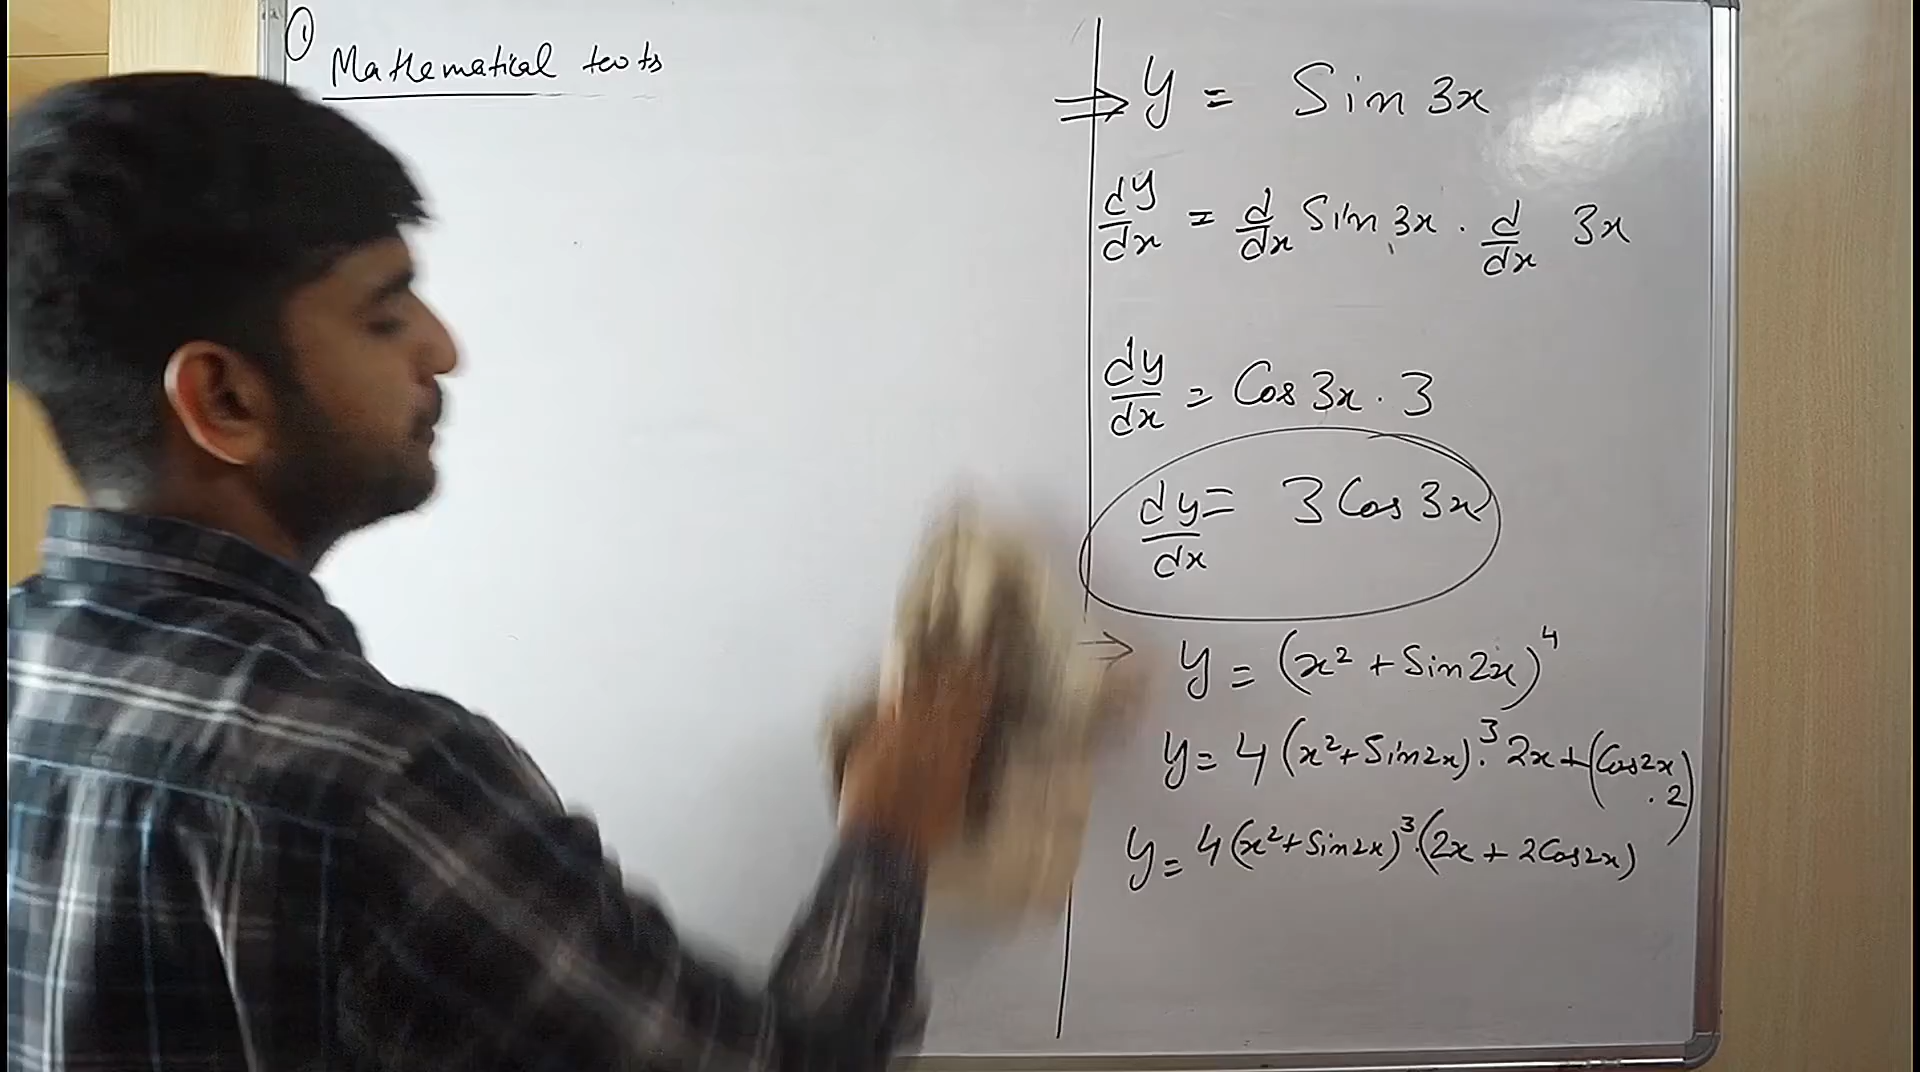 ① Mathematical tools
⇒ y = Sin 3x
dy/dx = d/dx Sin 3x . d/dx 3x
dy/dx = Cos 3x . 3
dy/dx = 3 Cos 3x
→ y = (x² + Sin2x)⁴
y = 4 (x²+Sin2x)³. 2x + (Cos2x . 2)
y = 4 (x²+Sin2x)³.(2x + 2Cos2x)